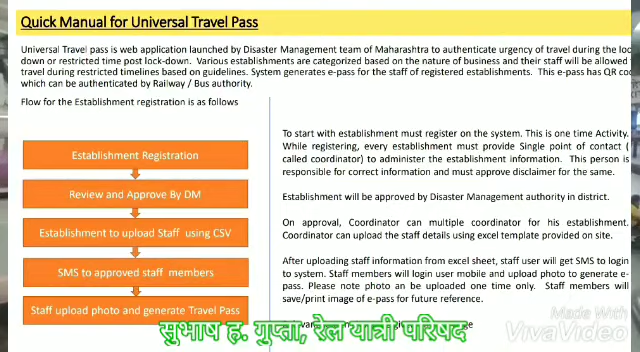 Quick Manual for Universal Travel Pass
Universal Travel pass is web application launched by Disaster Management team of Maharashtra to authenticate urgency of travel during the
down or restricted time post lock-down. Various establishments are categorized based on the nature of business and their staff will be allowed
travel during restricted timelines based on guidelines. System generates e-pass for the staff of registered establishments. This e-pass has QR
which can be authenticated by Railway / Bus authority.
Flow for the Establishment registration is as follows
Establishment Registration
Review and Approve By DM
Establishment to upload Staff using CSV
SMS to approved staff members
Staff upload photo and generate Travel Pass
To start with establishment must register on the system. This is one time Activity.
While registering, every establishment must provide Single point of contact (
called coordinator) to administer the establishment information. This person is
responsible for correct information and must approve disclaimer for the same.
Establishment will be approved by Disaster Management authority in district.
On approval, Coordinator can multiple coordinator for his establishment.
Coordinator can upload the staff details using excel template provided on site.
After uploading staff information from excel sheet, staff user will get SMS to login
to system. Staff members will login user mobile and upload photo to generate e-
pass. Please note photo an be uploaded one time only. Staff members will
save/print image of e-pass for future reference.
सुभाष ह. गुप्ता, रेल यात्री परिषद
Made With
VivaVideo